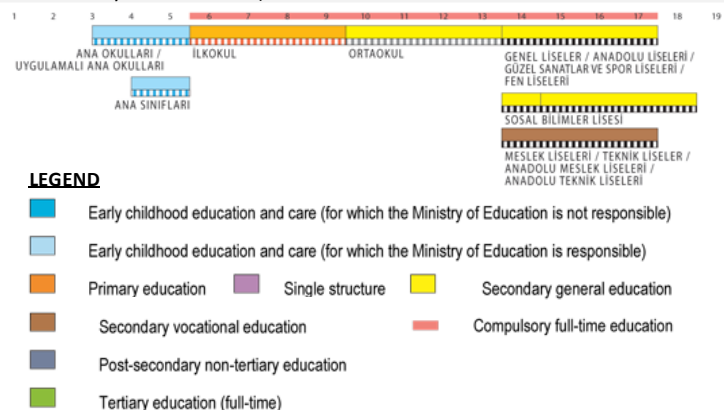 1 2 3 4 5 6 7 8 9 10 11 12 13 14 15 16 17 18 19
ANA OKULLARI /
UYGULAMALI ANA OKULLARI
İLKOKUL
ORTAOKUL
GENEL LİSELER / ANADOLU LİSELERİ /
GÜZEL SANATLAR VE SPOR LİSELERİ /
FEN LİSELERİ
ANA SINIFLARI
SOSAL BİLİMLER LİSESİ
MESLEK LİSELERİ / TEKNİK LİSELER /
ANADOLU MESLEK LİSELERİ /
ANADOLU TEKNIK LİSELERİ
LEGEND
Early childhood education and care (for which the Ministry of Education is not responsible)
Early childhood education and care (for which the Ministry of Education is responsible)
Primary education Single structure Secondary general education
Secondary vocational education Compulsory full-time education
Post-secondary non-tertiary education
Tertiary education (full-time)